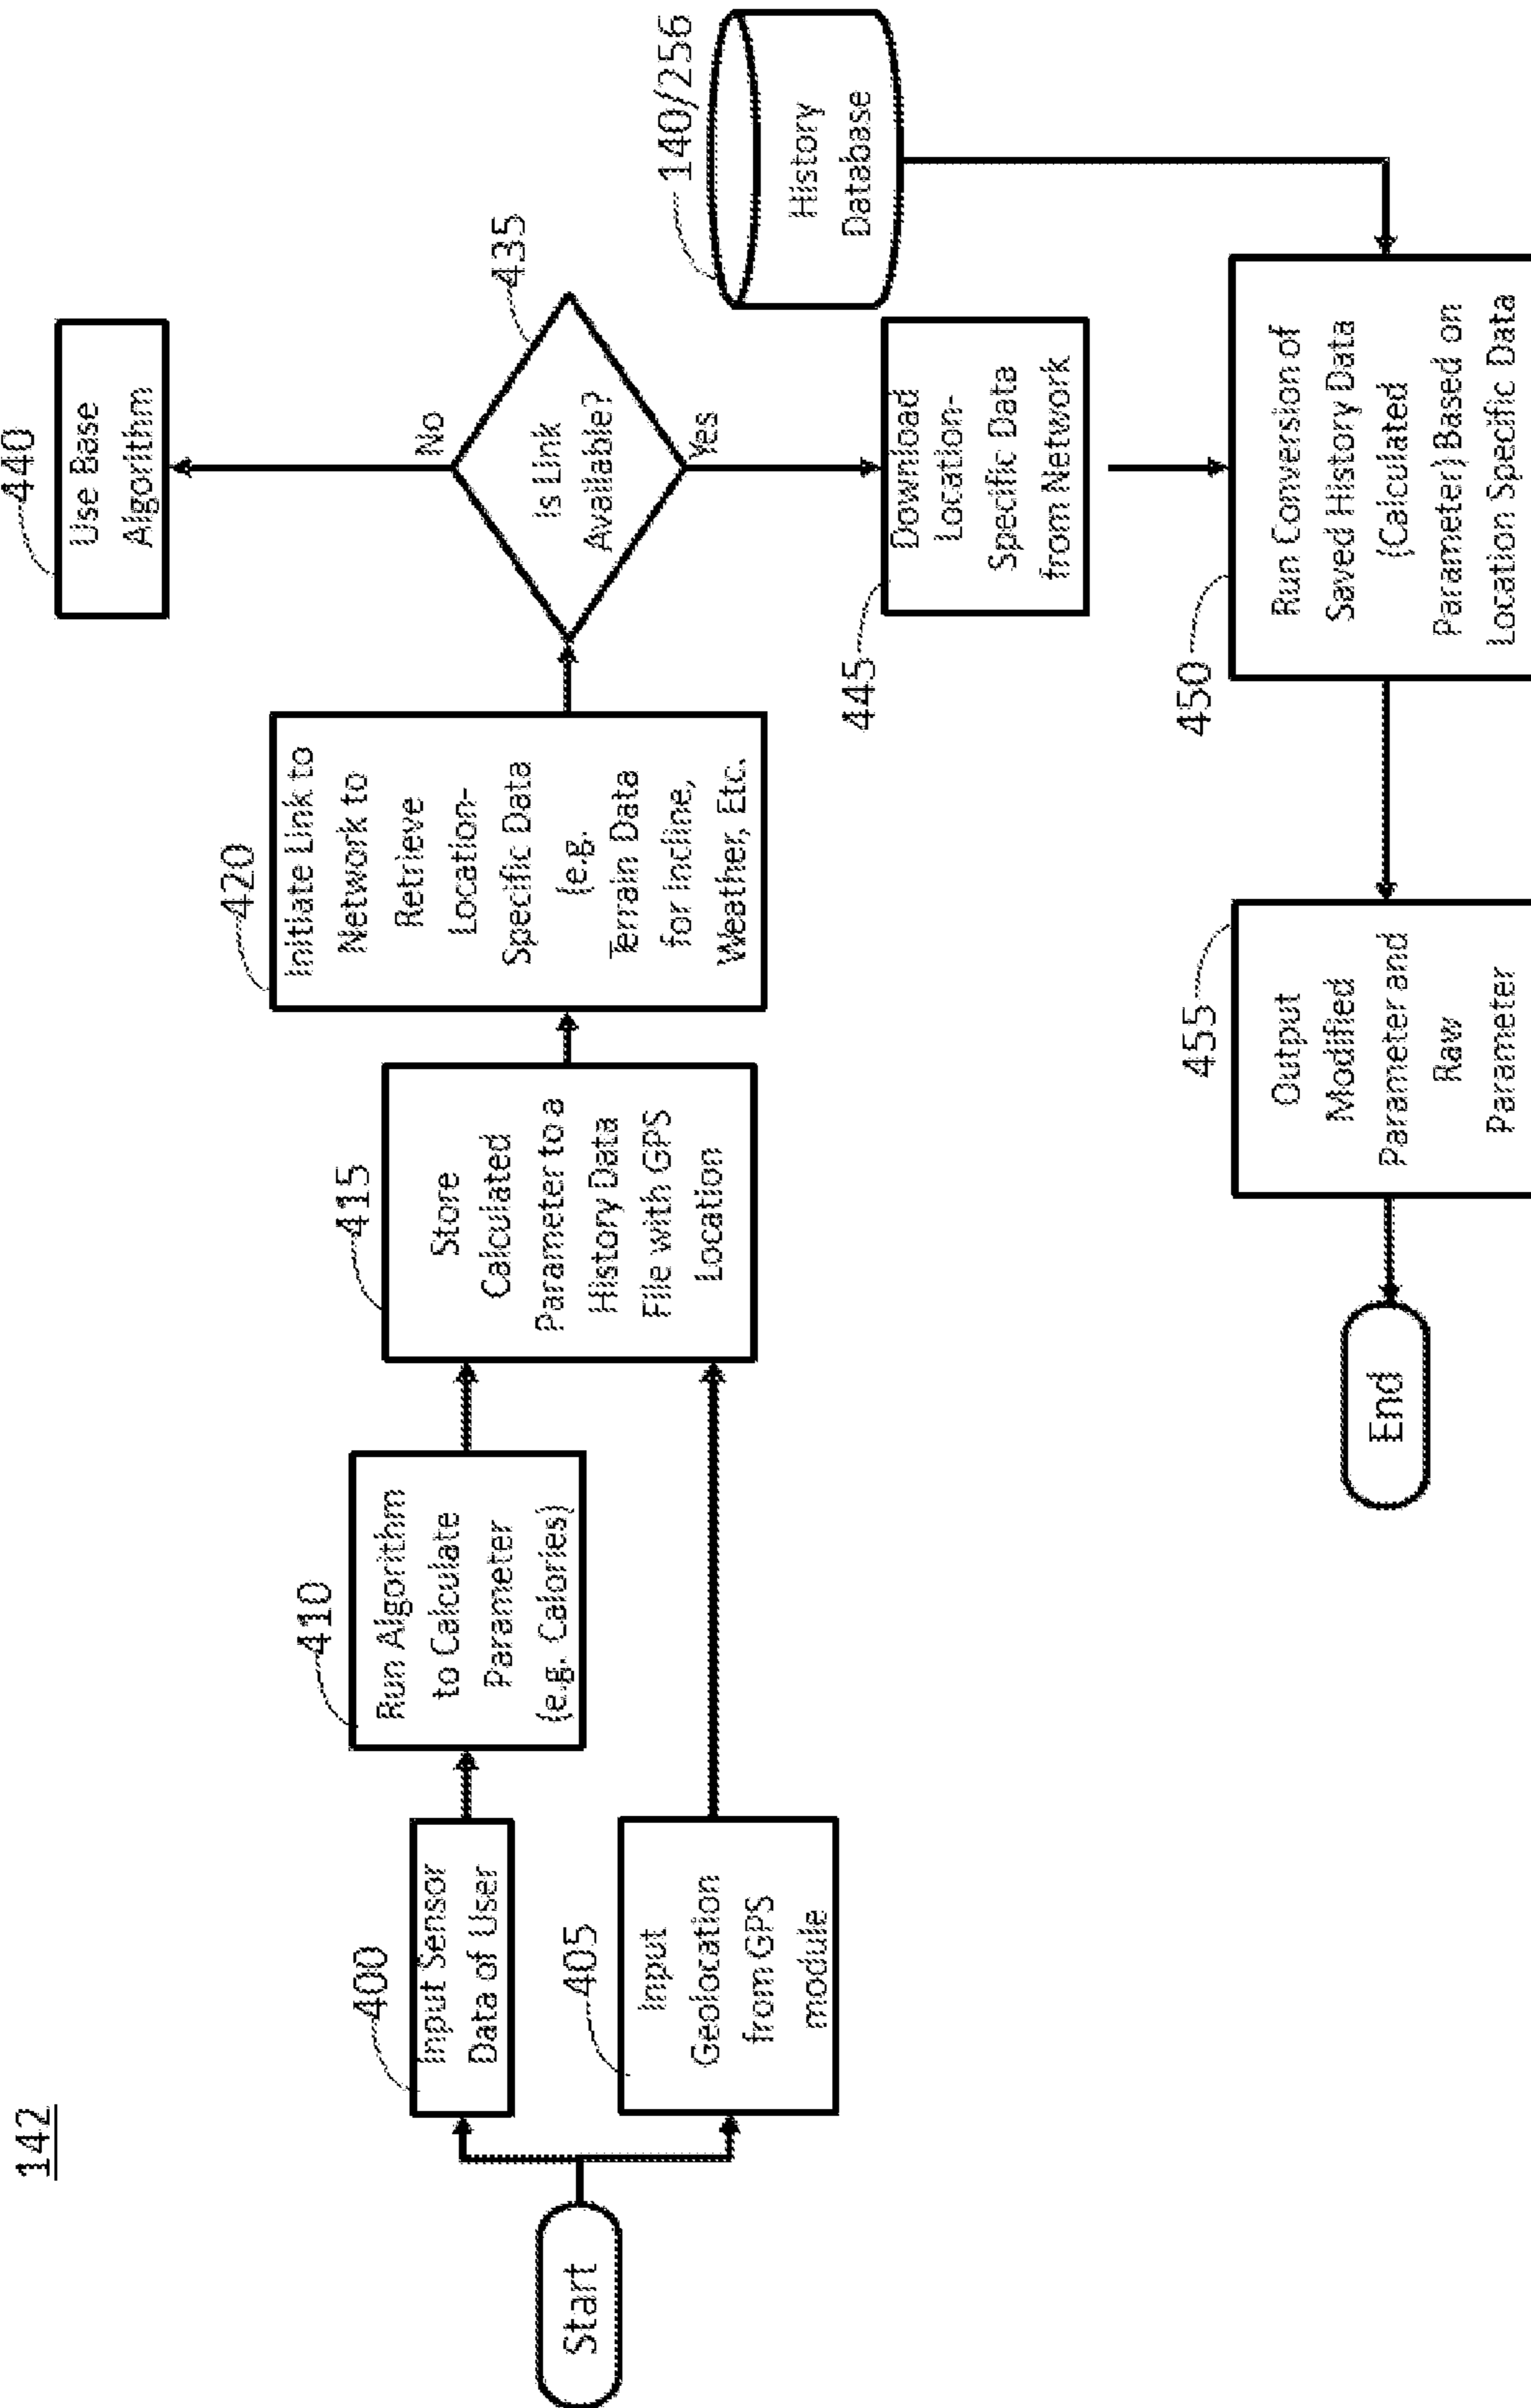 142
Start
400
Input Sensor
Data of User
405
Input
Geolocation
from GPS
module
410
Run Algorithm
to Calculate
Parameter
(e.g. Calories)
415
Store
Calculated
Parameter to a
History Data
File with GPS
Location
420
Initiate Link to
Network to
Retrieve
Location-
Specific Data
(e.g.
Terrain Data
for Incline,
Weather, Etc.
435
Is Link
Available?
No
Yes
440
Use Base
Algorithm
445
Download
Location-
Specific Data
from Network
140/256
History
Database
450
Run Conversion of
Saved History Data
(Calculated
Parameter) Based on
Location Specific Data
455
Output
Modified
Parameter and
Raw
Parameter
End